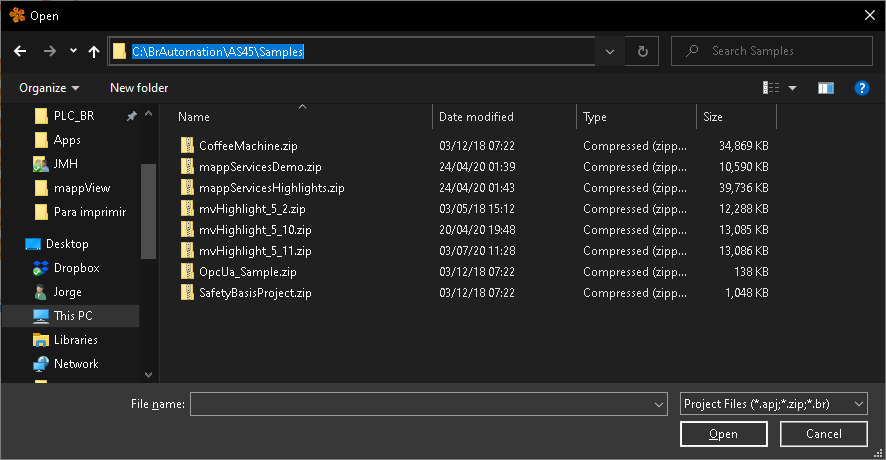 Open
C:\BrAutomation\AS45\Samples
Search Samples
Organize
New folder
PLC_BR
Apps
JMH
mappView
Para imprimir
Desktop
Dropbox
Jorge
This PC
Libraries
Network
Name Date modified Type Size
CoffeeMachine.zip 03/12/18 07:22 Compressed (zipp... 34,869 KB
mappServicesDemo.zip 24/04/20 01:39 Compressed (zipp... 10,590 KB
mappServicesHighlights.zip 24/04/20 01:43 Compressed (zipp... 39,736 KB
mvHighlight_5_2.zip 03/05/18 15:12 Compressed (zipp... 12,288 KB
mvHighlight_5_10.zip 20/04/20 19:48 Compressed (zipp... 13,085 KB
mvHighlight_5_11.zip 03/07/20 11:28 Compressed (zipp... 13,086 KB
OpcUa_Sample.zip 03/12/18 07:22 Compressed (zipp... 138 KB
SafetyBasisProject.zip 03/12/18 07:22 Compressed (zipp... 1,048 KB
File name:
Project Files (*.apj;*.zip;*.br)
Open
Cancel